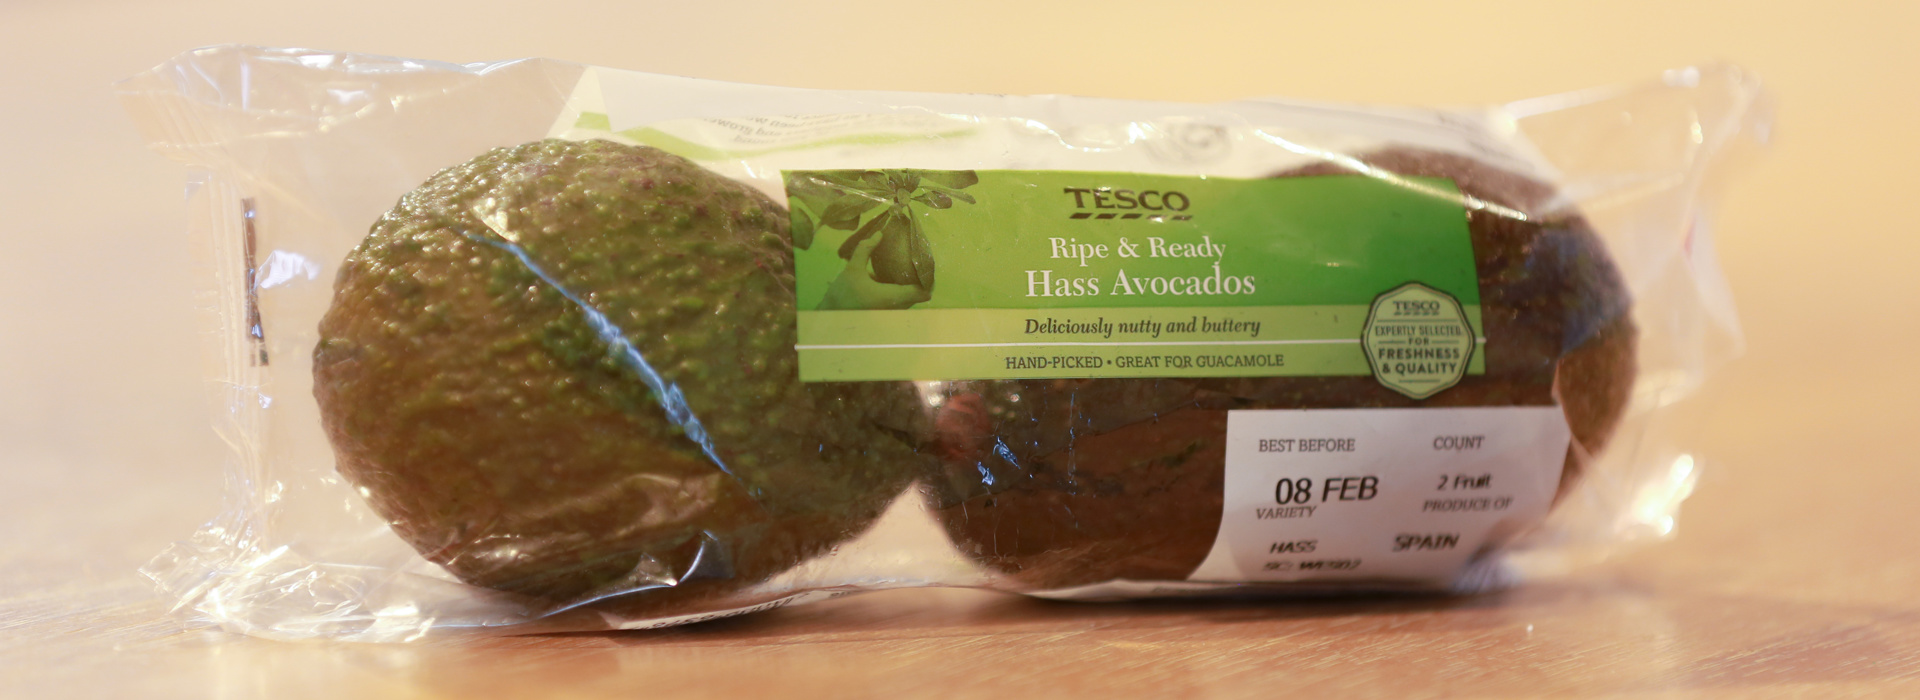 TESCO
Ripe & Ready
Hass Avocados
Deliciously nutty and buttery
HAND-PICKED • GREAT FOR GUACAMOLE
TESCO
EXPERTLY SELECTED
FOR
FRESHNESS
& QUALITY
BEST BEFORE
COUNT
08 FEB
2 Fruit
VARIETY
PRODUCE OF
HASS
SPAIN